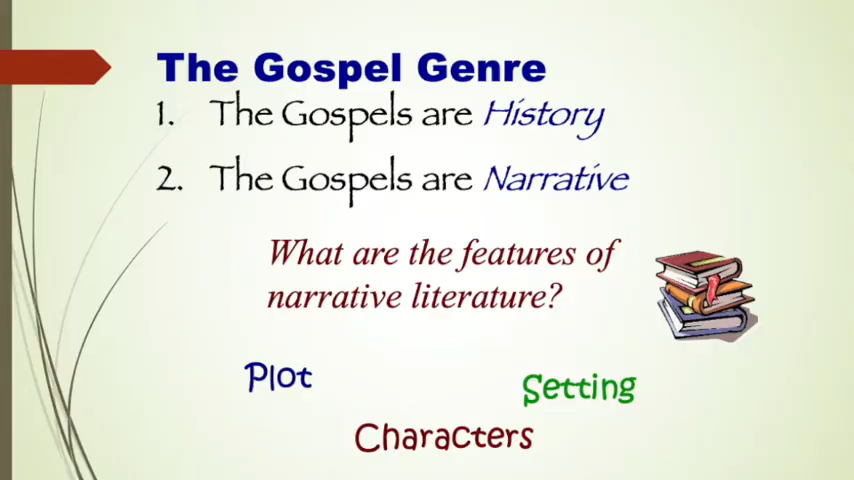 The Gospel Genre
1. The Gospels are History
2. The Gospels are Narrative
What are the features of
narrative literature?
Plot
Setting
Characters